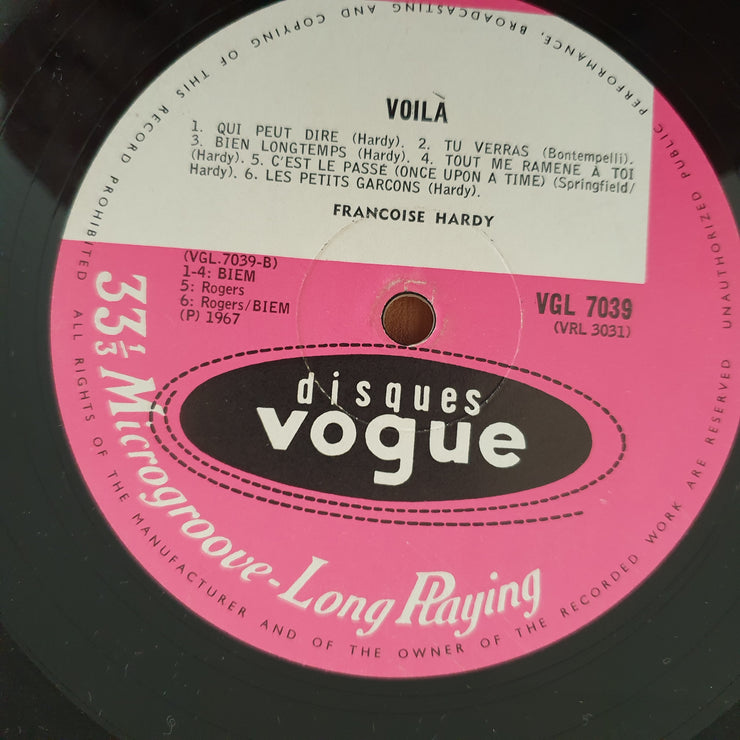 VOILÀ
1. QUI PEUT DIRE (Hardy). 2. TU VERRAS (Bontempelli).
3. BIEN LONGTEMPS (Hardy). 4. TOUT ME RAMENE À TOI
(Hardy). 5. C'EST LE PASSÉ (ONCE UPON A TIME) (Springfield/
Hardy). 6. LES PETITS GARCONS (Hardy).
FRANCOISE HARDY
(VGL.7039-B)
1-4: BIEM
5: Rogers
6: Rogers/BIEM
(P) 1967
VGL 7039
(VRL 3031)
disques
vogue
33⅓ Microgroove-Long Playing
ALL RIGHTS OF THE MANUFACTURER AND OF THE OWNER OF THE RECORDED WORK ARE RESERVED UNAUTHORIZED PUBLIC PERFORMANCE, BROADCASTING AND COPYING OF THIS RECORD PROHIBITED